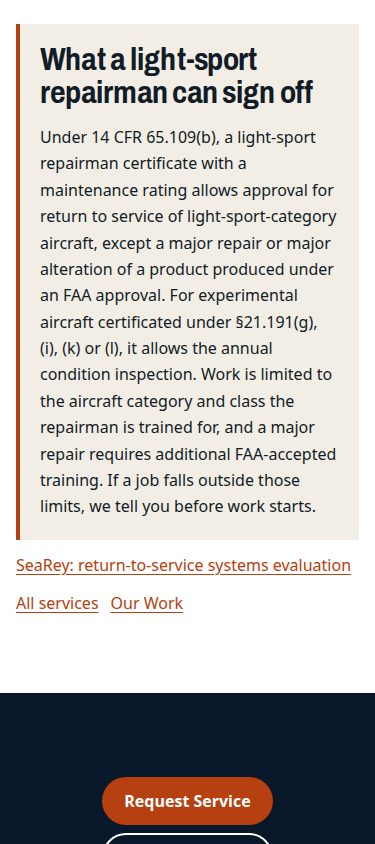 What a light-sport
repairman can sign off
Under 14 CFR 65.109(b), a light-sport
repairman certificate with a
maintenance rating allows approval for
return to service of light-sport-category
aircraft, except a major repair or major
alteration of a product produced under
an FAA approval. For experimental
aircraft certificated under §21.191(g),
(i), (k) or (l), it allows the annual
condition inspection. Work is limited to
the aircraft category and class the
repairman is trained for, and a major
repair requires additional FAA-accepted
training. If a job falls outside those
limits, we tell you before work starts.
SeaRey: return-to-service systems evaluation
All services Our Work
Request Service